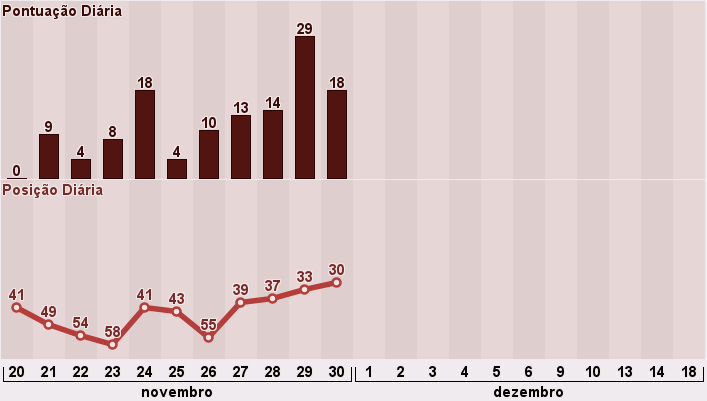 Pontuação Diária
0 9 4 8 18 4 10 13 14 29 18
Posição Diária
41 49 54 58 41 43 55 39 37 33 30
20 21 22 23 24 25 26 27 28 29 30 1 2 3 4 5 6 9 10 13 14 18
novembro dezembro